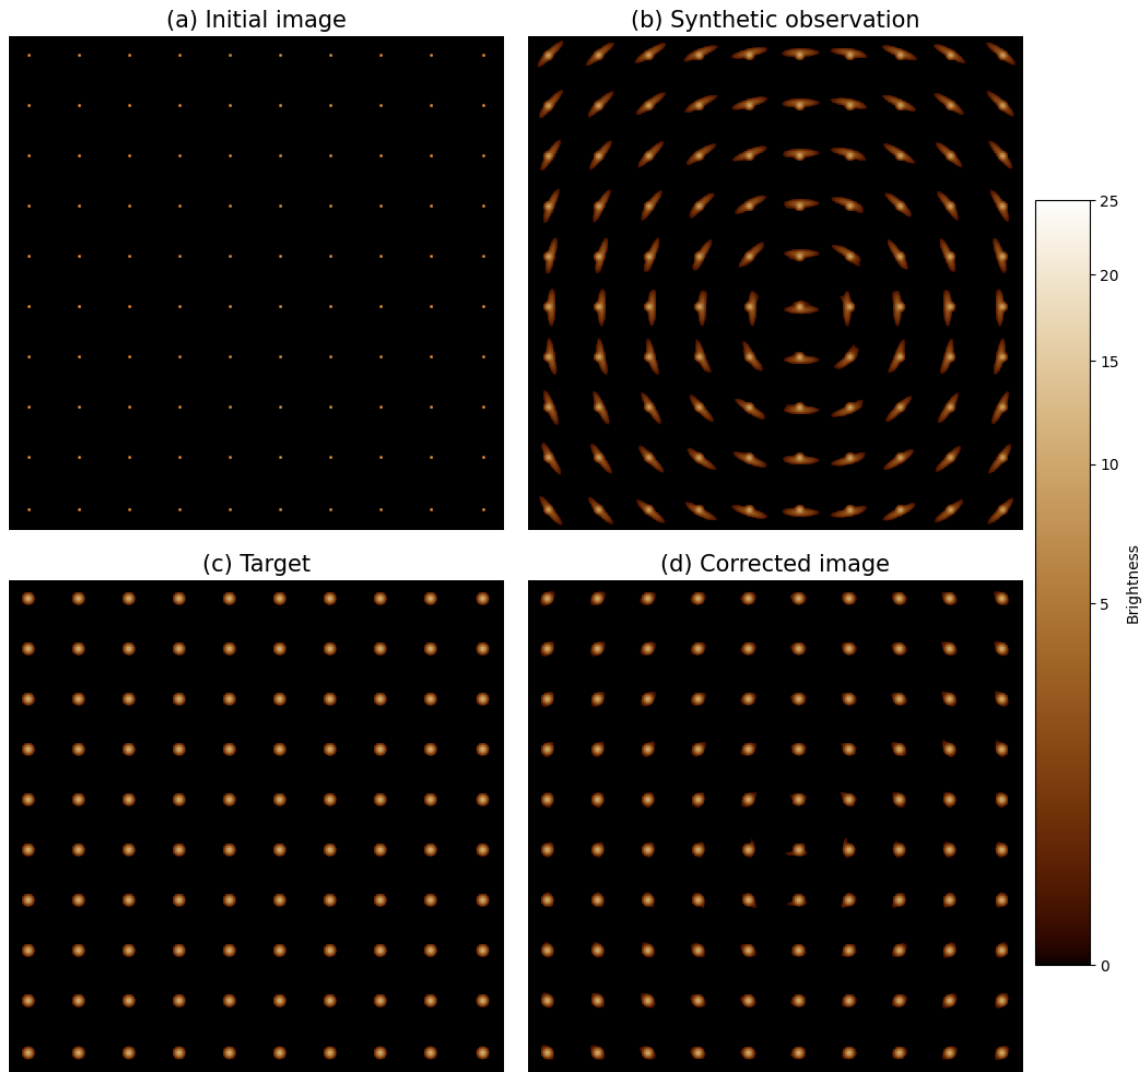 (a) Initial image
(b) Synthetic observation
(c) Target
(d) Corrected image
25
20
15
10
5
0
Brightness